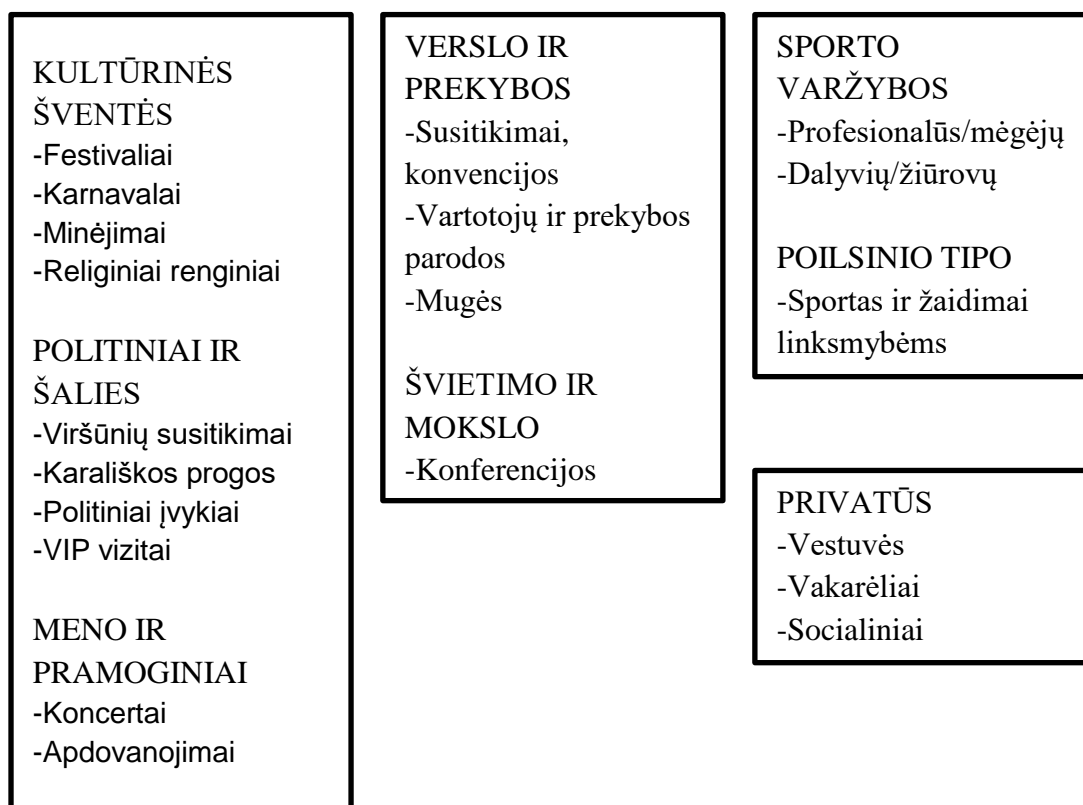 KULTŪRINĖS
ŠVENTĖS
-Festivaliai
-Karnavalai
-Minėjimai
-Religiniai renginiai
POLITINIAI IR
ŠALIES
-Viršūnių susitikimai
-Karališkos progos
-Politiniai įvykiai
-VIP vizitai
MENO IR
PRAMOGINIAI
-Koncertai
-Apdovanojimai
VERSLO IR
PREKYBOS
-Susitikimai,
konvencijos
-Vartotojų ir prekybos
parodos
-Mugės
ŠVIETIMO IR
MOKSLO
-Konferencijos
SPORTO
VARŽYBOS
-Profesionalūs/mėgėjų
-Dalyvių/žiūrovų
POILSINIO TIPO
-Sportas ir žaidimai
linksmybėms
PRIVATŪS
-Vestuvės
-Vakarėliai
-Socialiniai